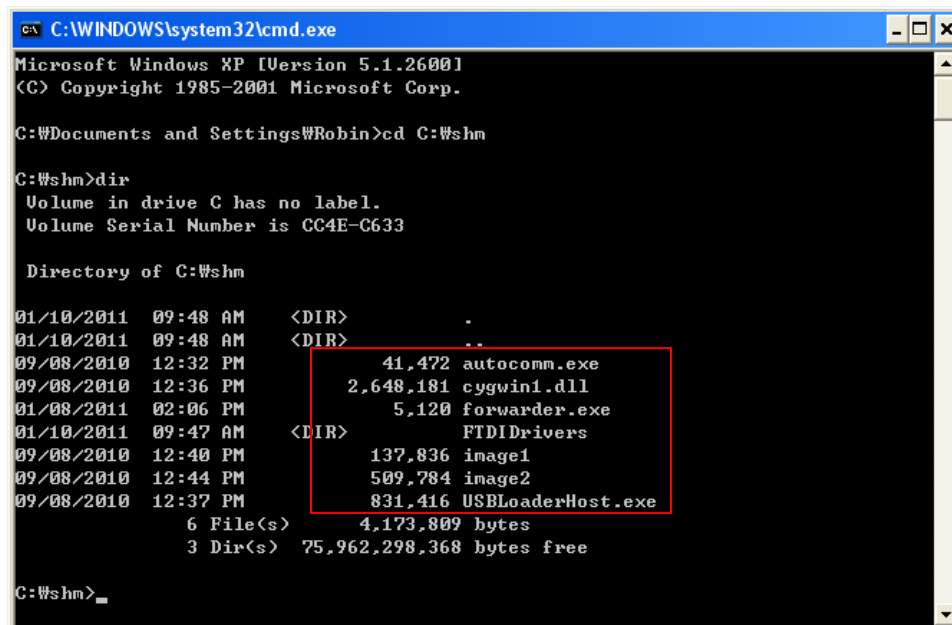 C:\WINDOWS\system32\cmd.exe
Microsoft Windows XP [Version 5.1.2600]
(C) Copyright 1985-2001 Microsoft Corp.
C:₩Documents and Settings₩Robin>cd C:₩shm
C:₩shm>dir
Volume in drive C has no label.
Volume Serial Number is CC4E-C633
Directory of C:₩shm
01/10/2011 09:48 AM <DIR> .
01/10/2011 09:48 AM <DIR> ..
09/08/2010 12:32 PM 41,472 autocomm.exe
09/08/2010 12:36 PM 2,648,181 cygwin1.dll
01/08/2011 02:06 PM 5,120 forwarder.exe
01/10/2011 09:47 AM <DIR> FTDIDrivers
09/08/2010 12:40 PM 137,836 image1
09/08/2010 12:44 PM 509,784 image2
09/08/2010 12:37 PM 831,416 USBLoaderHost.exe
6 File(s) 4,173,809 bytes
3 Dir(s) 75,962,298,368 bytes free
C:₩shm>_